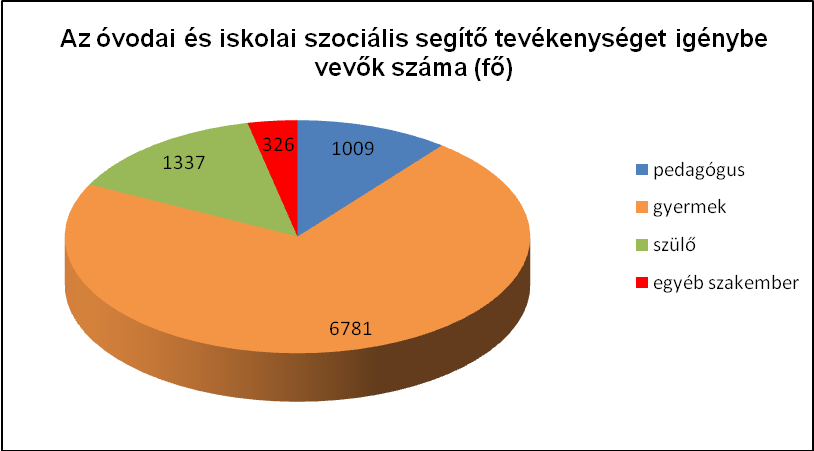 Az óvodai és iskolai szociális segítő tevékenységet igénybe
vevők száma (fő)
326
1009
1337
6781
pedagógus
gyermek
szülő
egyéb szakember